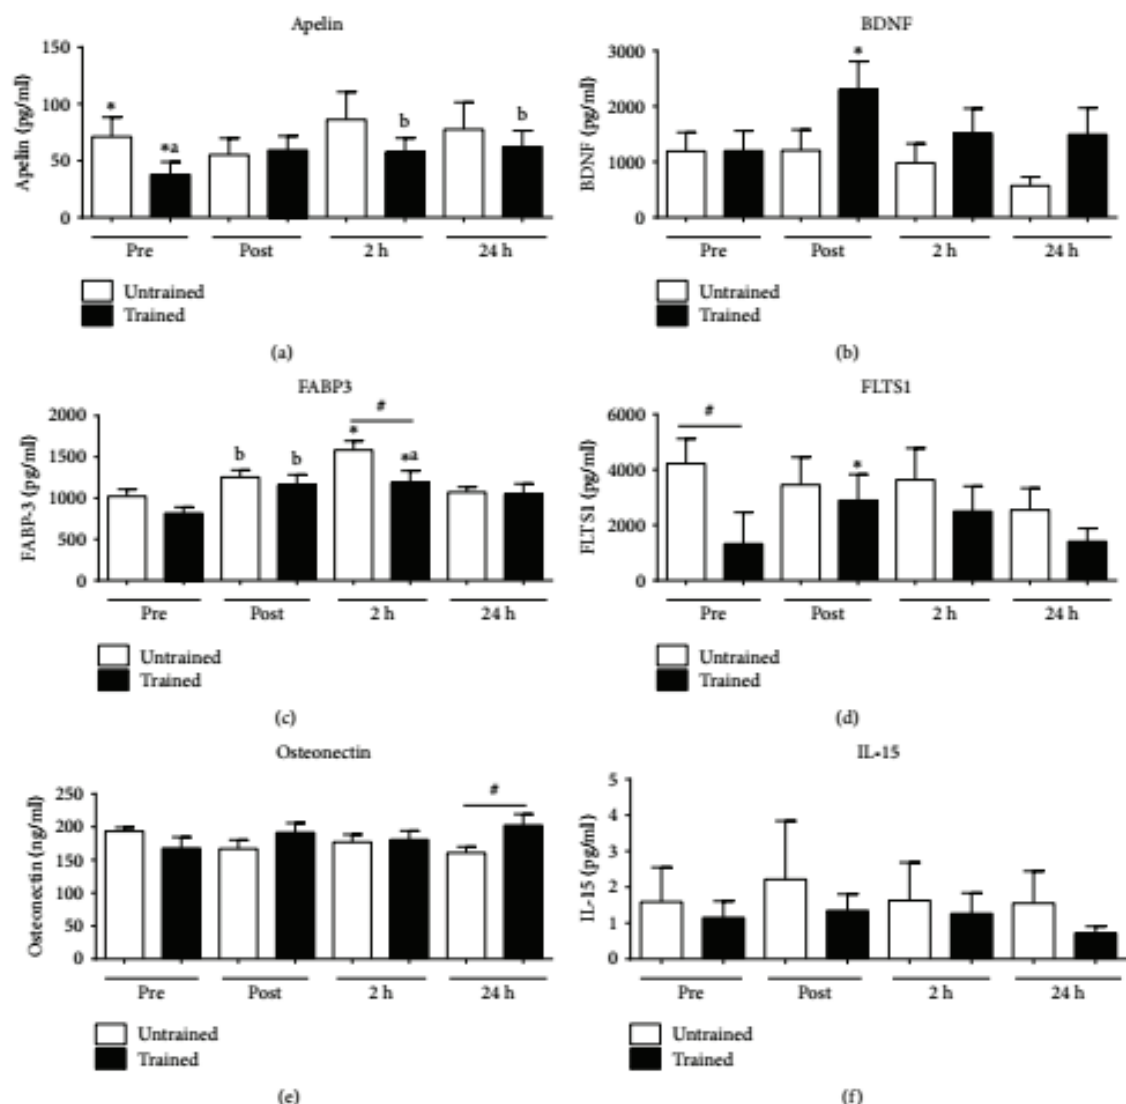 Apelin
Apelin (pg/ml)
150
100
50
0
*
*a
b
b
Pre
Post
2 h
24 h
Untrained
Trained
(a)
BDNF
BDNF (pg/ml)
3000
2000
1000
0
*
Pre
Post
2 h
24 h
Untrained
Trained
(b)
FABP3
FABP-3 (pg/ml)
2000
1500
1000
500
0
b
b
#
*
*a
Pre
Post
2 h
24 h
Untrained
Trained
(c)
FLTS1
FLTS1 (pg/ml)
6000
4000
2000
0
#
*
Pre
Post
2 h
24 h
Untrained
Trained
(d)
Osteonectin
Osteonectin (ng/ml)
250
200
150
100
50
0
#
Pre
Post
2 h
24 h
Untrained
Trained
(e)
IL-15
IL-15 (pg/ml)
5
4
3
2
1
0
Pre
Post
2 h
24 h
Untrained
Trained
(f)